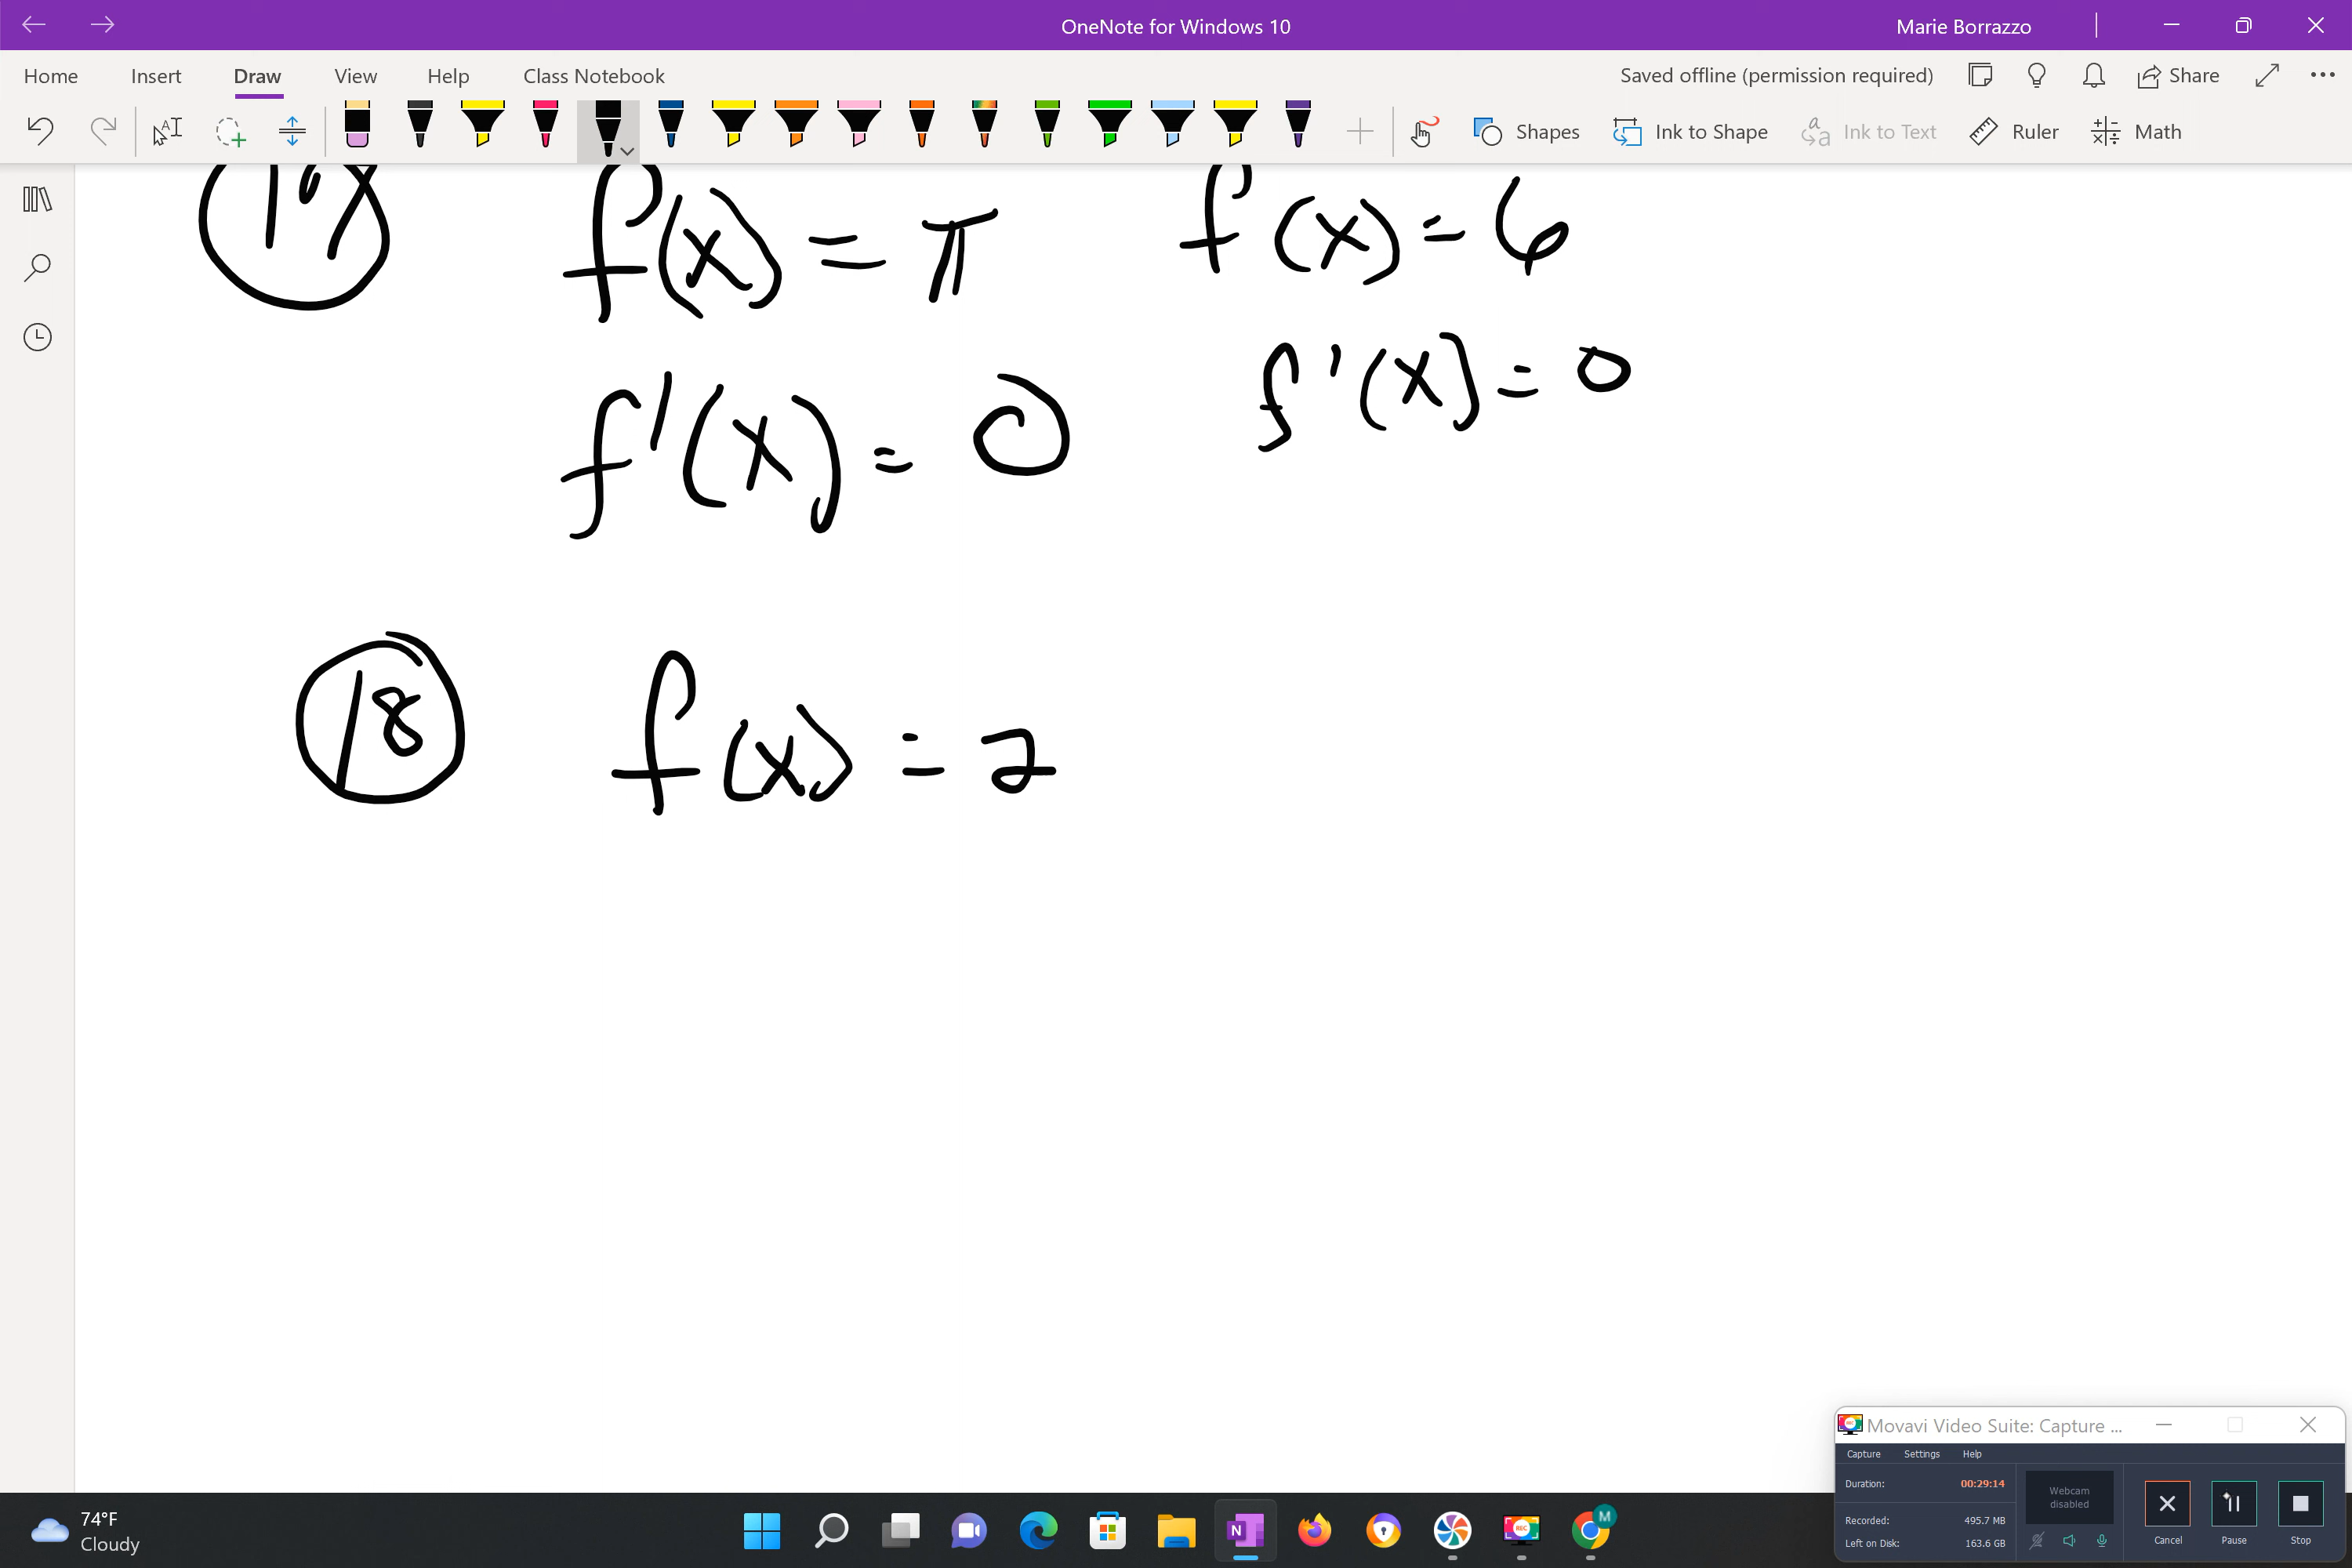 OneNote for Windows 10
Marie Borrazzo
Home Insert Draw View Help Class Notebook
Saved offline (permission required) Share
Shapes Ink to Shape Ink to Text Ruler Math
f(x) = π f(x) = 6
f'(x) = 0 f'(x) = 0
18 f(x) = 2
Movavi Video Suite: Capture ...
Capture Settings Help
Duration: 00:29:14
Webcam disabled
Recorded: 495.7 MB
Left on Disk: 163.6 GB
Cancel Pause Stop
74°F
Cloudy